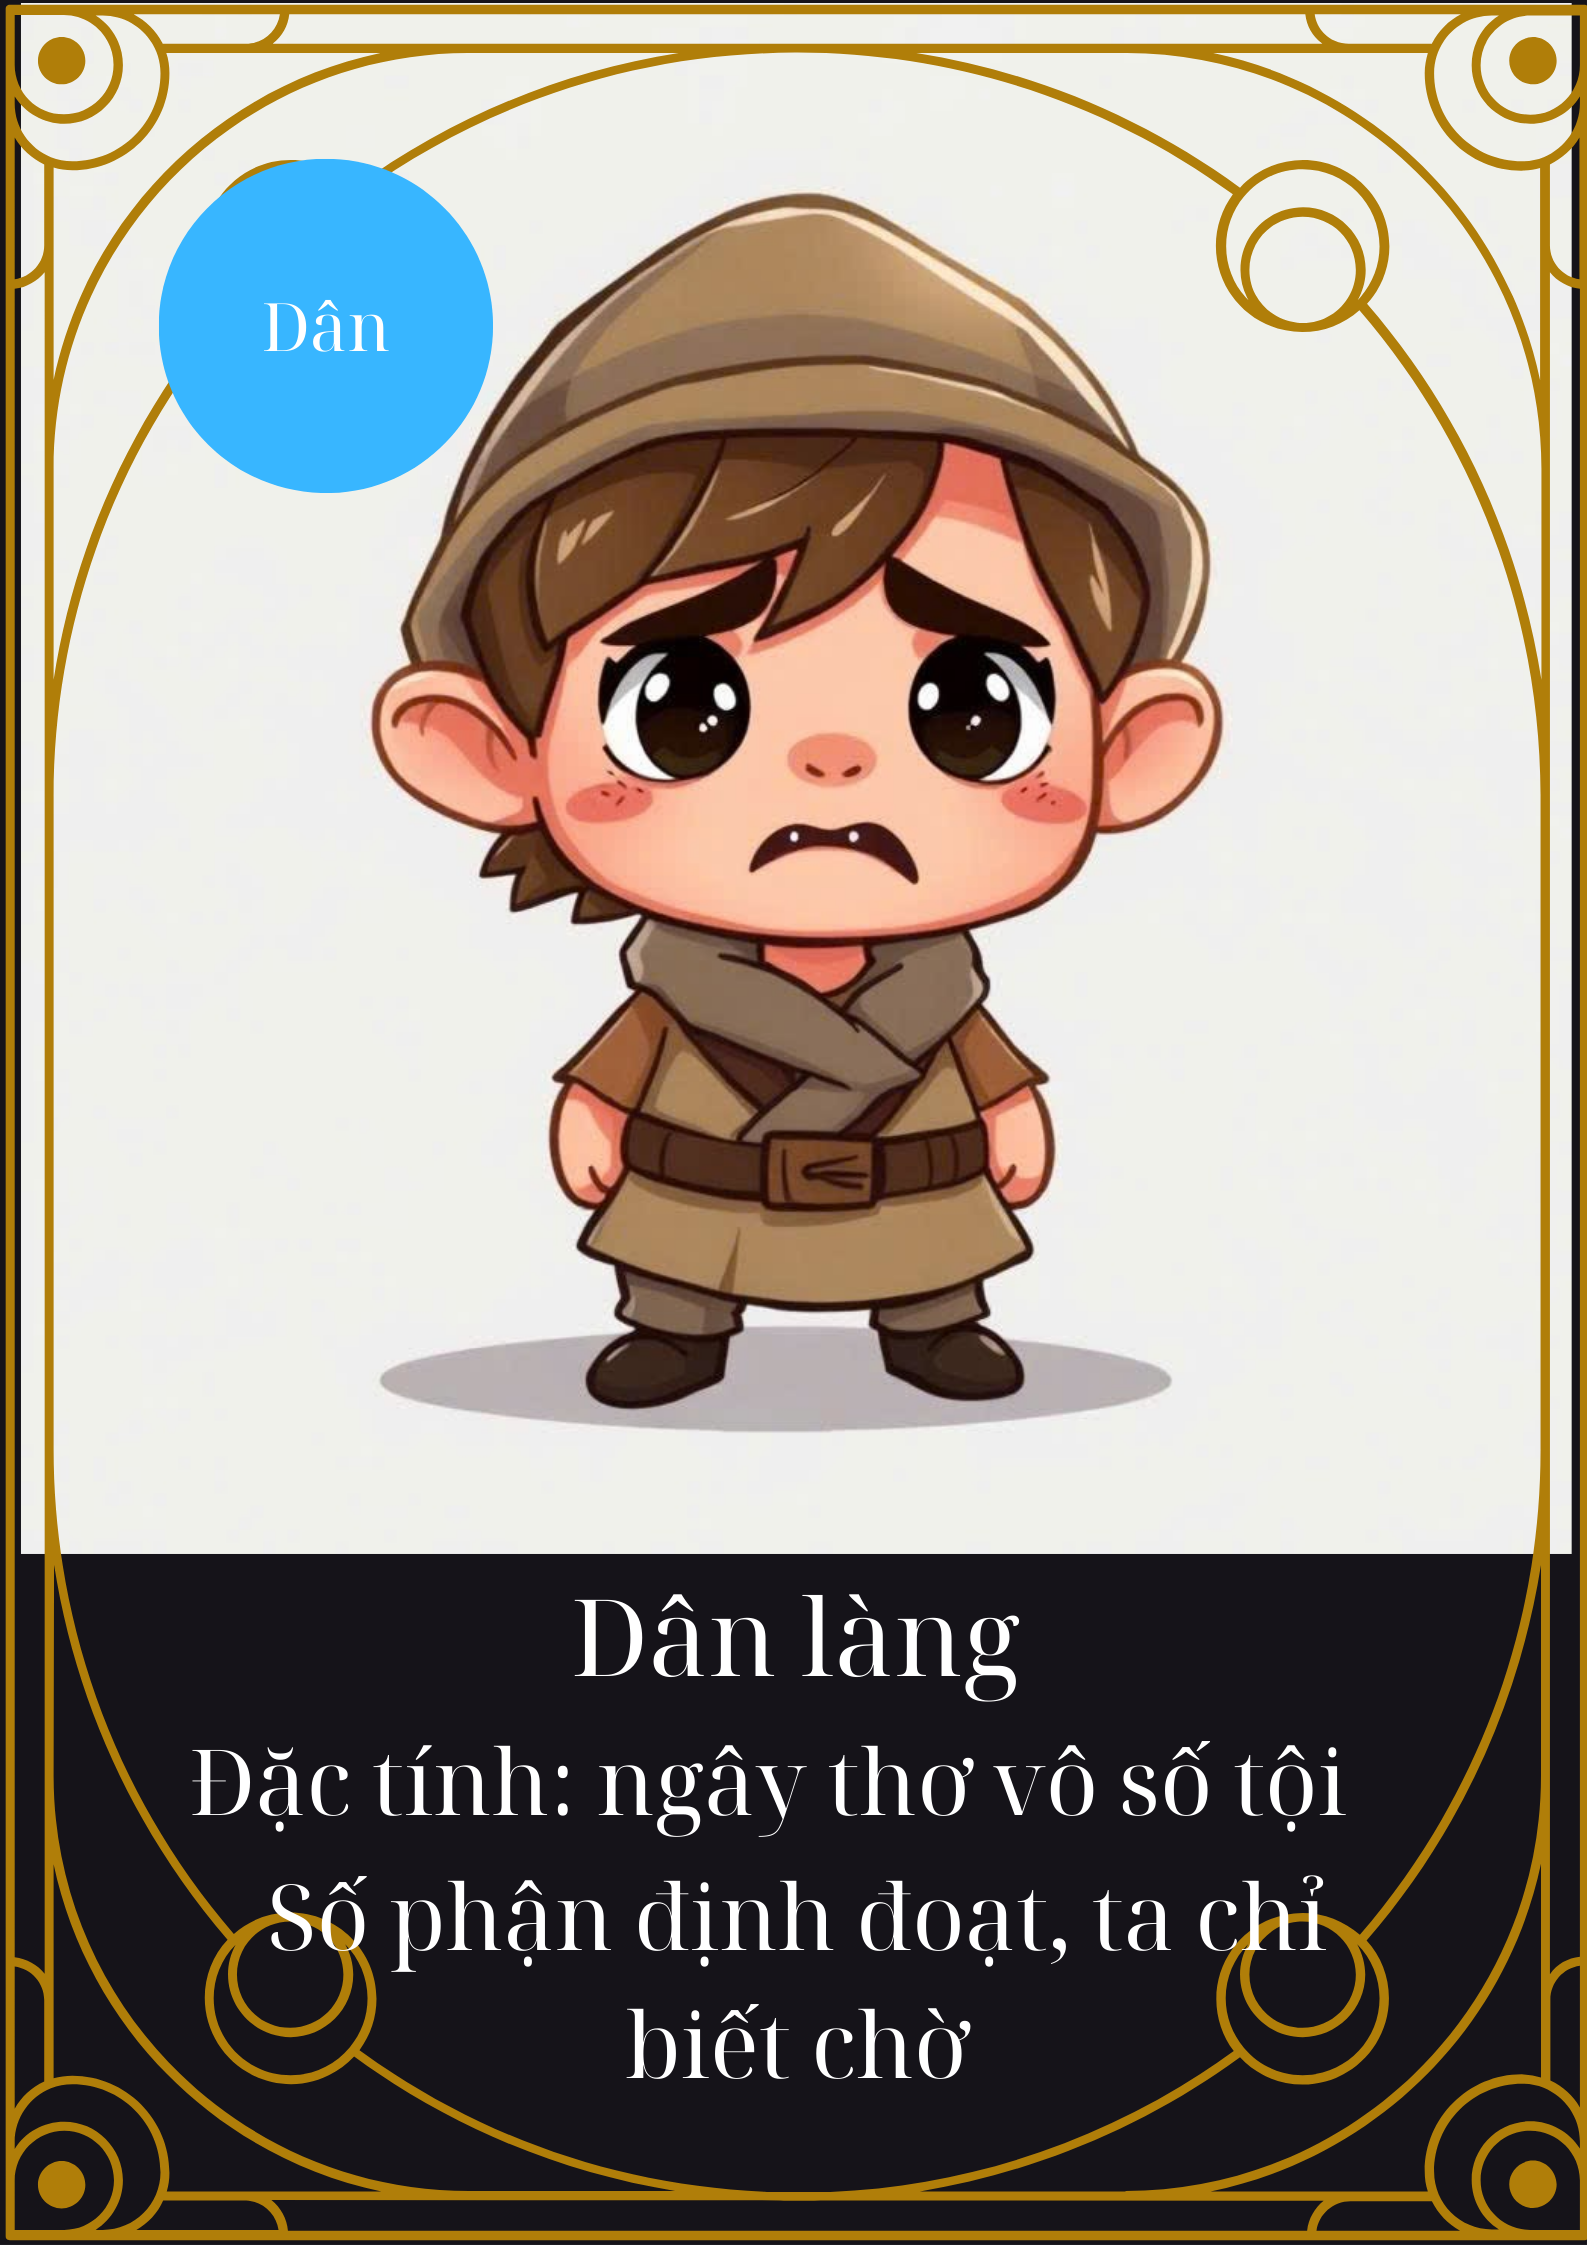 Dân
Dân làng
Đặc tính: ngây thơ vô số tội
Số phận định đoạt, ta chỉ
biết chờ